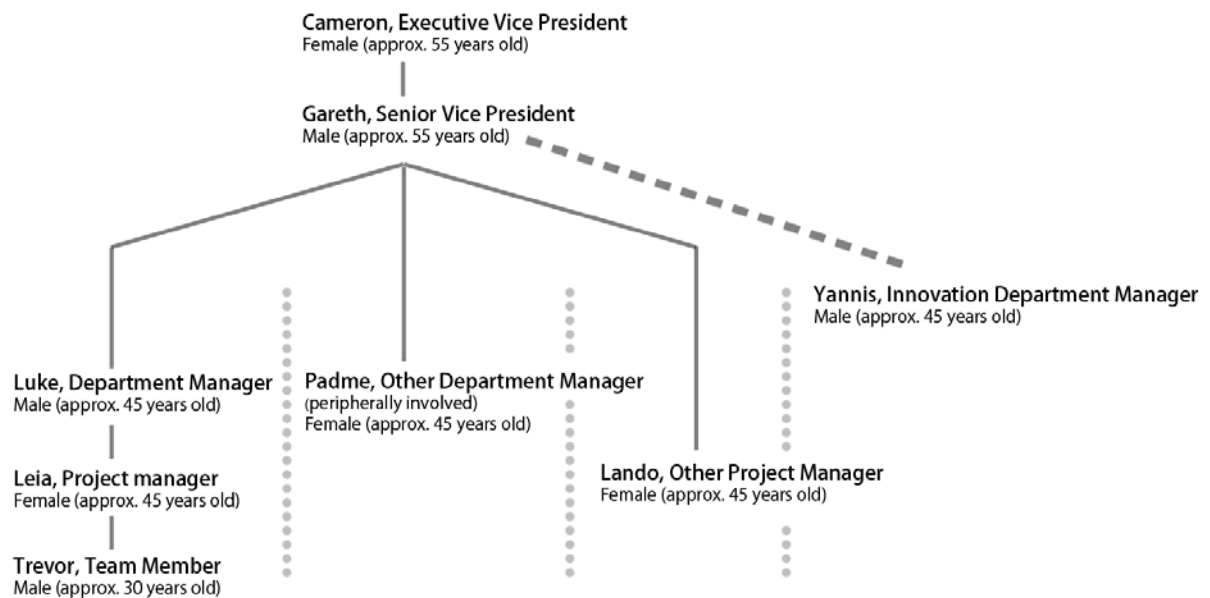 Cameron, Executive Vice President
Female (approx. 55 years old)
Gareth, Senior Vice President
Male (approx. 55 years old)
Yannis, Innovation Department Manager
Male (approx. 45 years old)
Luke, Department Manager
Male (approx. 45 years old)
Padme, Other Department Manager
(peripherally involved)
Female (approx. 45 years old)
Leia, Project manager
Female (approx. 45 years old)
Lando, Other Project Manager
Female (approx. 45 years old)
Trevor, Team Member
Male (approx. 30 years old)